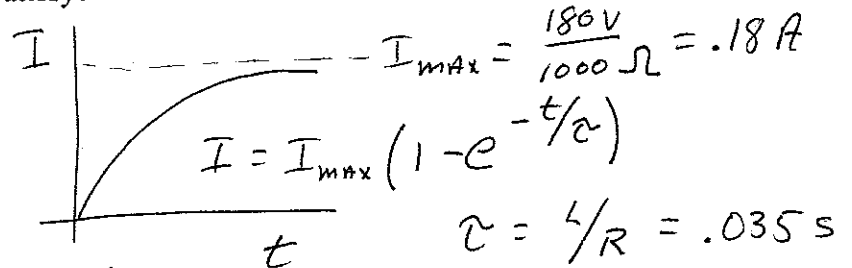 I
I_MAX = 180V / 1000 Ω = .18 A
I = I_MAX (1 - e^-t/τ)
t
τ = L/R = .035 s